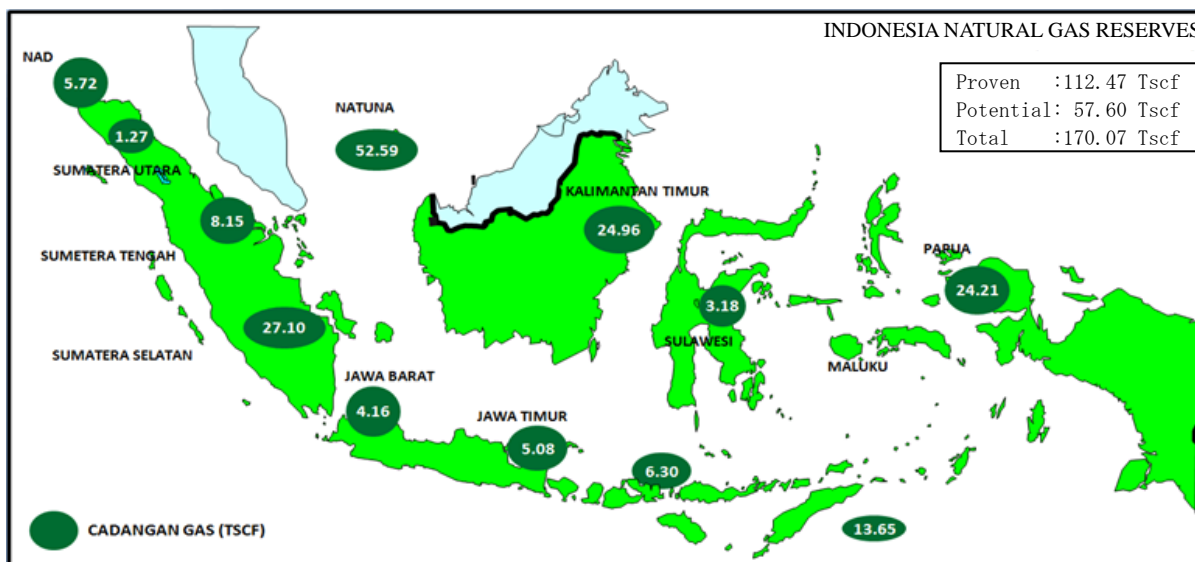 INDONESIA NATURAL GAS RESERVES
Proven :112.47 Tscf
Potential: 57.60 Tscf
Total :170.07 Tscf
NAD
5.72
1.27
SUMATERA UTARA
NATUNA
52.59
8.15
SUMETERA TENGAH
KALIMANTAN TIMUR
24.96
PAPUA
24.21
3.18
SULAWESI
MALUKU
27.10
SUMATERA SELATAN
JAWA BARAT
4.16
JAWA TIMUR
5.08
6.30
13.65
CADANGAN GAS (TSCF)